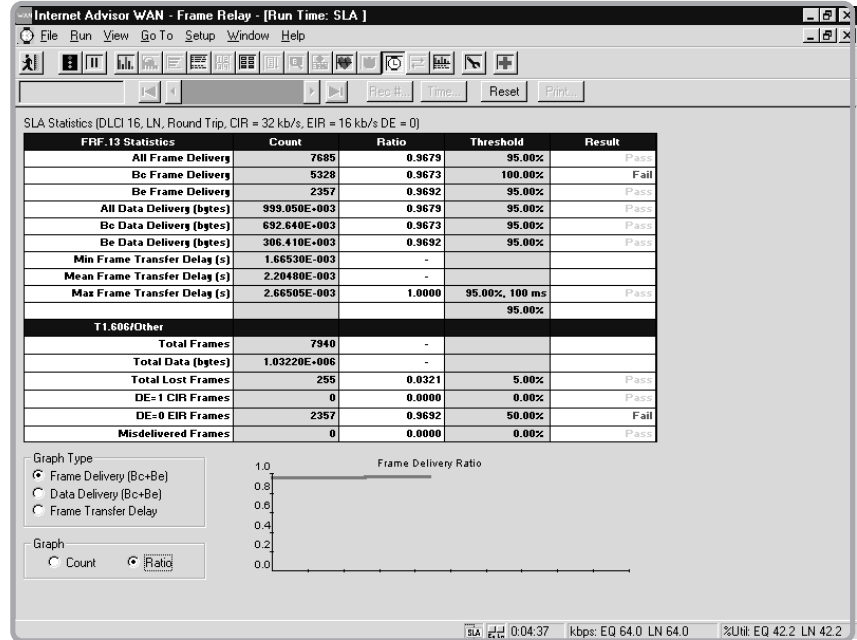 Internet Advisor WAN - Frame Relay - [Run Time: SLA ]
File Run View Go To Setup Window Help
Rec #... Time... Reset Print...
SLA Statistics (DLCI 16, LN, Round Trip, CIR = 32 kb/s, EIR = 16 kb/s DE = 0)
FRF.13 Statistics Count Ratio Threshold Result
All Frame Delivery 7685 0.9679 95.00% Pass
Bc Frame Delivery 5328 0.9673 100.00% Fail
Be Frame Delivery 2357 0.9692 95.00% Pass
All Data Delivery (bytes) 999.050E+003 0.9679 95.00% Pass
Bc Data Delivery (bytes) 692.640E+003 0.9673 95.00% Pass
Be Data Delivery (bytes) 306.410E+003 0.9692 95.00% Pass
Min Frame Transfer Delay (s) 1.66530E-003 -
Mean Frame Transfer Delay (s) 2.20480E-003 -
Max Frame Transfer Delay (s) 2.66505E-003 1.0000 95.00%, 100 ms Pass
95.00%
T1.606/Other
Total Frames 7940 -
Total Data (bytes) 1.03220E+006 -
Total Lost Frames 255 0.0321 5.00% Pass
DE=1 CIR Frames 0 0.0000 0.00% Pass
DE=0 EIR Frames 2357 0.9692 50.00% Fail
Misdelivered Frames 0 0.0000 0.00% Pass
Graph Type
Frame Delivery (Bc+Be)
Data Delivery (Bc+Be)
Frame Transfer Delay
Graph
Count Ratio
Frame Delivery Ratio
1.0
0.8
0.6
0.4
0.2
0.0
SLA 0:04:37 kbps: EQ 64.0 LN 64.0 %Util: EQ 42.2 LN 42.2